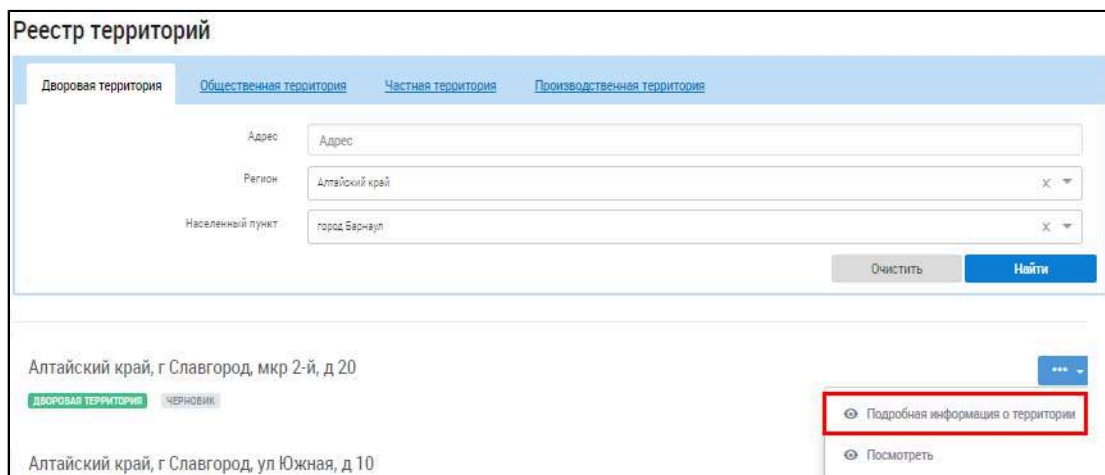 Реестр территорий
Дворовая территория Общественная территория Частная территория Производственная территория
Адрес Адрес
Регион Алтайский край x
Населенный пункт город Барнаул x
Очистить Найти
Алтайский край, г Славгород, мкр 2-й, д 20 •••
ДВОРОВАЯ ТЕРРИТОРИЯ ЧЕРНОВИК
Подробная информация о территории
Посмотреть
Алтайский край, г Славгород, ул Южная, д 10